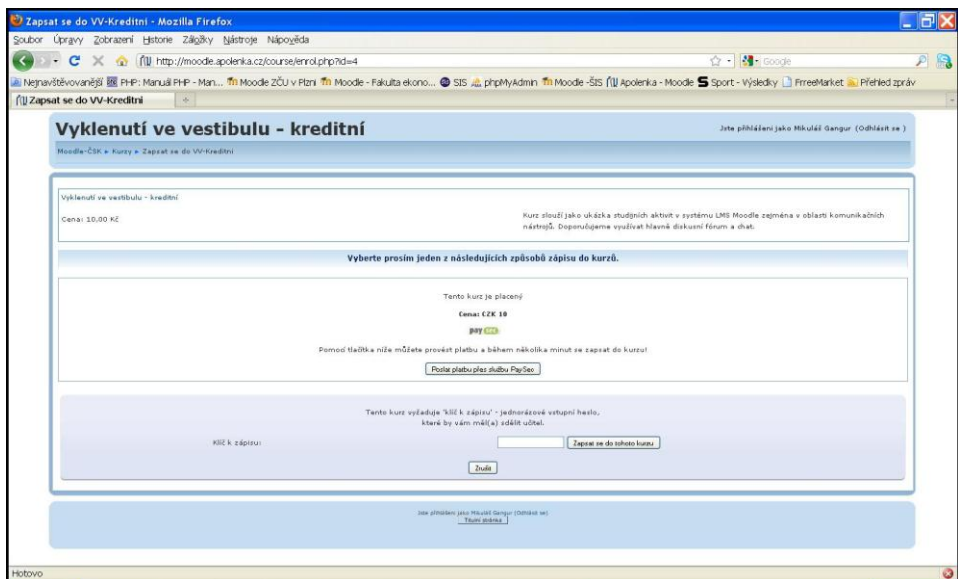 Zapsat se do VV-Kreditni - Mozilla Firefox
Soubor Úpravy Zobrazení Historie Záložky Nástroje Nápověda
http://moodle.apolenka.cz/course/enrol.php?id=4
Google
Nejnavštěvovanější PHP: Manuál PHP - Man... Moodle ZČU v Plzni Moodle - Fakulta ekono... SIS phpMyAdmin Moodle -ŠIS Apolenka - Moodle Sport - Výsledky FrreeMarket Přehled zpráv
Zapsat se do VV-Kreditni
Vyklenutí ve vestibulu - kreditní
Jste přihlášeni jako Mikuláš Gangur (Odhlásit se )
Moodle-ČSK ► Kurzy ► Zapsat se do VV-Kreditni
Vyklenutí ve vestibulu - kreditní
Cena: 10,00 Kč
Kurz slouží jako ukázka studijních aktivit v systému LMS Moodle zejména v oblasti komunikačních
nástrojů. Doporučujeme využívat hlavně diskusní fórum a chat.
Vyberte prosím jeden z následujících způsobů zápisu do kurzů.
Tento kurz je placený
Cena: CZK 10
pay sec
Pomocí tlačítka níže můžete provést platbu a během několika minut se zapsat do kurzu!
Poslat platbu přes službu PaySec
Tento kurz vyžaduje 'klíč k zápisu' - jednorázové vstupní heslo,
které by vám měl(a) sdělit učitel.
Klíč k zápisu:
Zapsat se do tohoto kurzu
Zrušit
Jste přihlášeni jako Mikuláš Gangur (Odhlásit se)
Titulní stránka
Hotovo